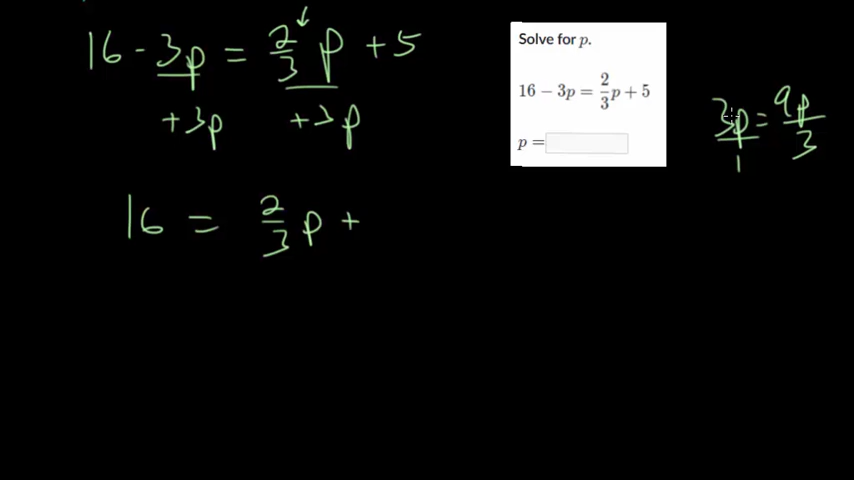 16 - 3p = 2/3 p + 5
+3p +3p
16 = 2/3 p +
Solve for p.
16 − 3p = 2/3 p + 5
p =
3p/1 = 9p/3